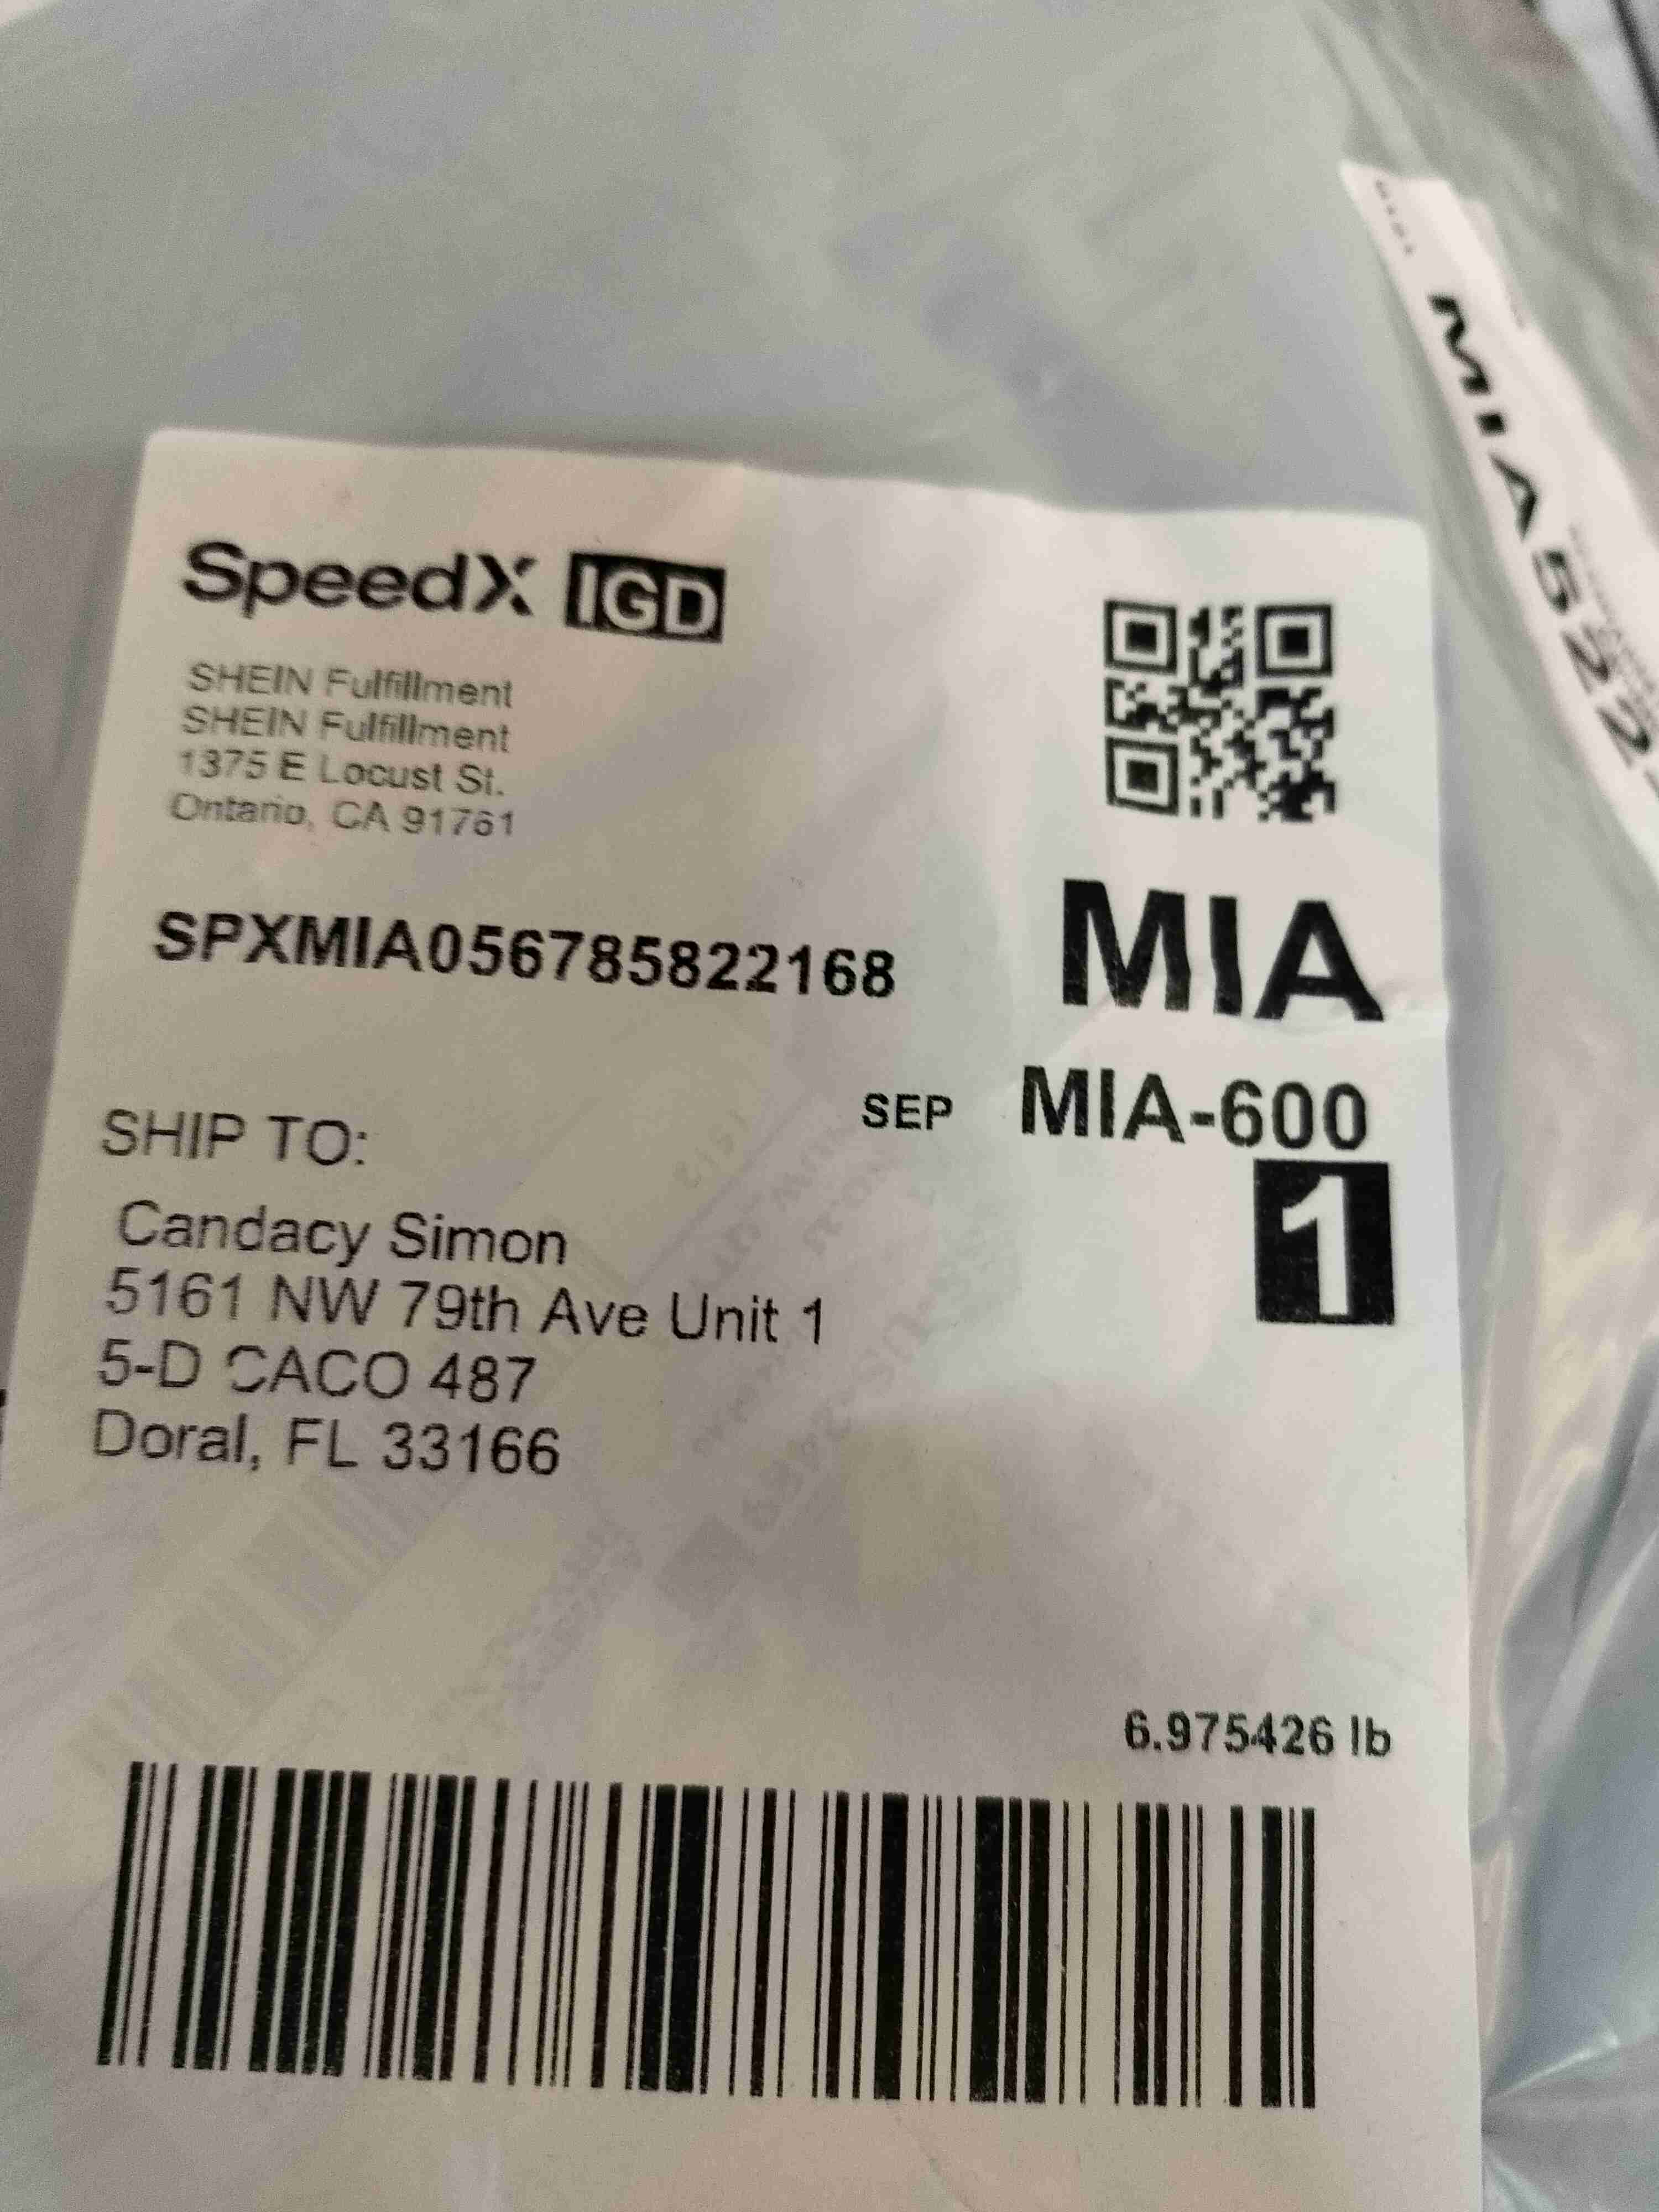 SpeedX IGD
SHEIN Fulfillment
SHEIN Fulfillment
1375 E Locust St.
Ontario, CA 91761
SPXMIA056785822168
MIA
SEP MIA-600
1
SHIP TO:
Candacy Simon
5161 NW 79th Ave Unit 1
5-D CACO 487
Doral, FL 33166
6.975426 lb
MIA522